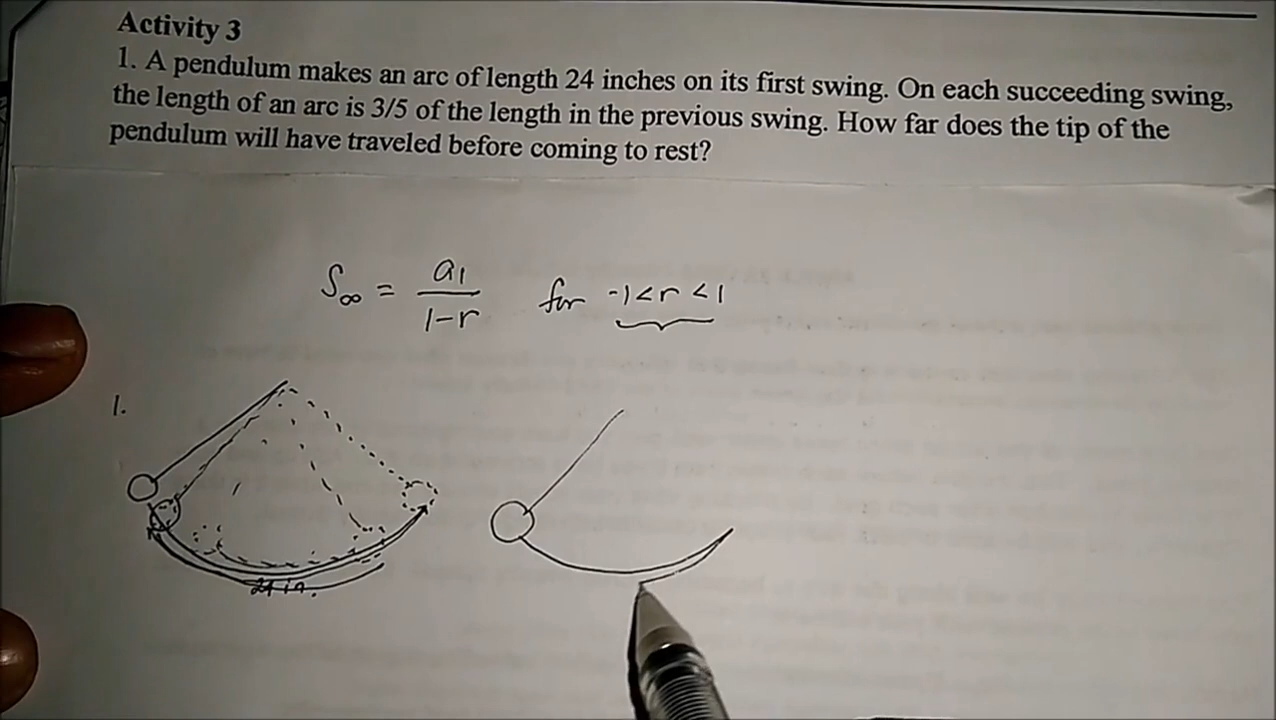 Activity 3
1. A pendulum makes an arc of length 24 inches on its first swing. On each succeeding swing,
the length of an arc is 3/5 of the length in the previous swing. How far does the tip of the
pendulum will have traveled before coming to rest?
S∞ = a1/1-r for -1<r<1
1.
24 in.